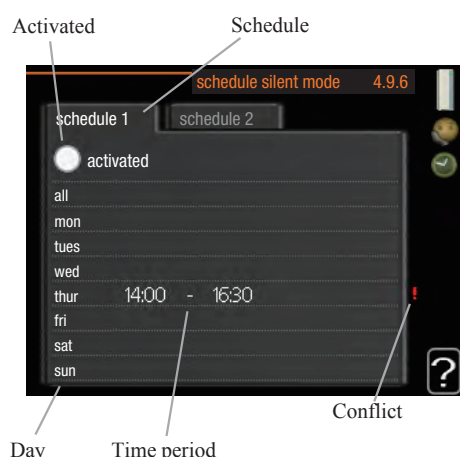 Activated Schedule
schedule silent mode 4.9.6
schedule 1 schedule 2
activated
all
mon
tues
wed
thur 14:00 - 16:30 !
fri
sat
sun
?
Conflict
Day Time period